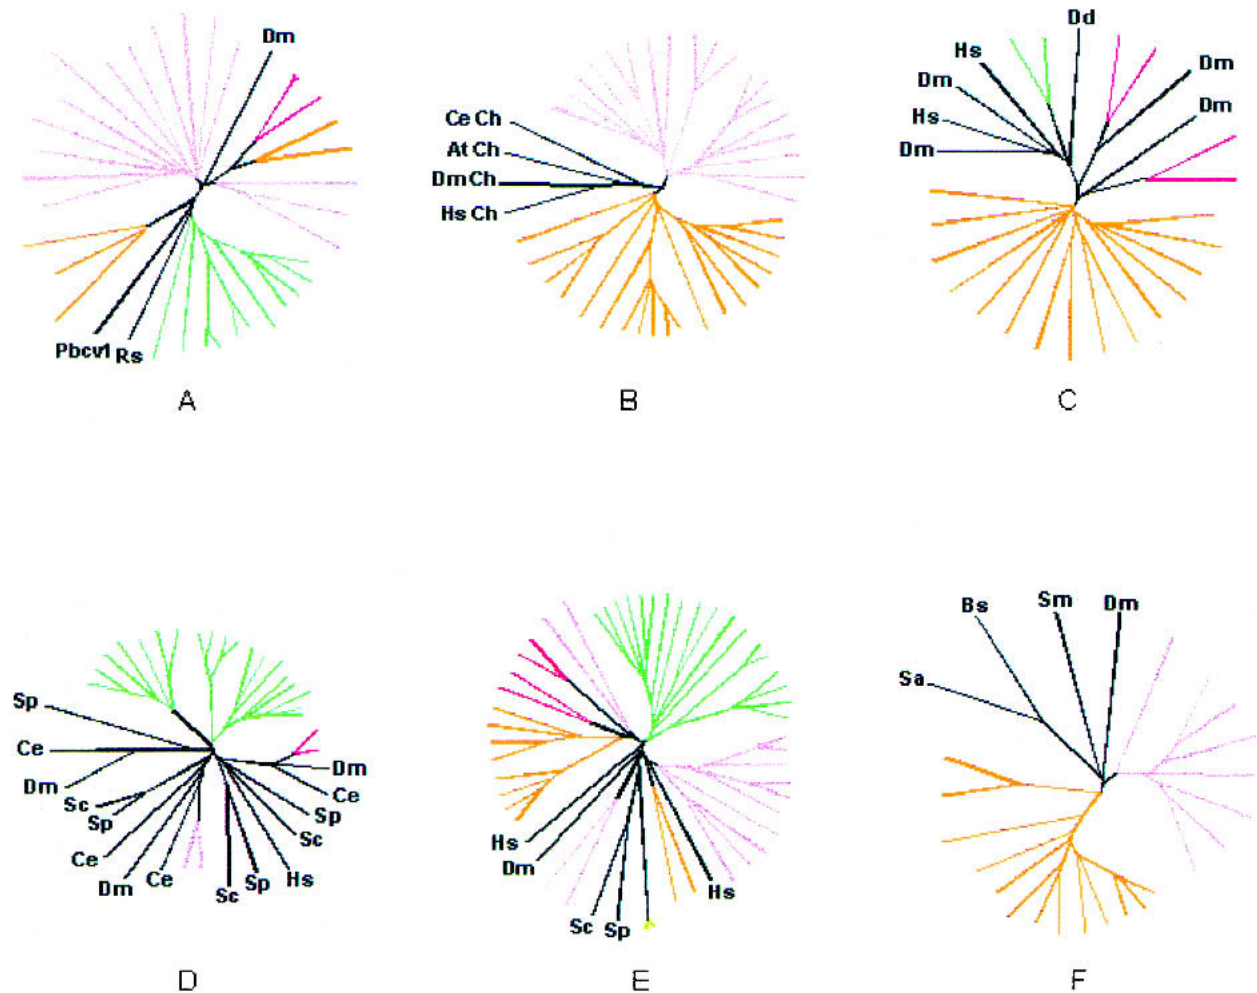 Dm
Pbcv1
Rs
A
Ce Ch
At Ch
Dm Ch
Hs Ch
B
Dd
Hs
Dm
Dm
Dm
Hs
Dm
C
Sp
Ce
Dm
Dm
Ce
Sc
Sp
Sp
Sc
Ce
Dm
Ce
Sc
Sp
Hs
D
Hs
Dm
Hs
Sc
Sp
E
Bs
Sm
Dm
Sa
F